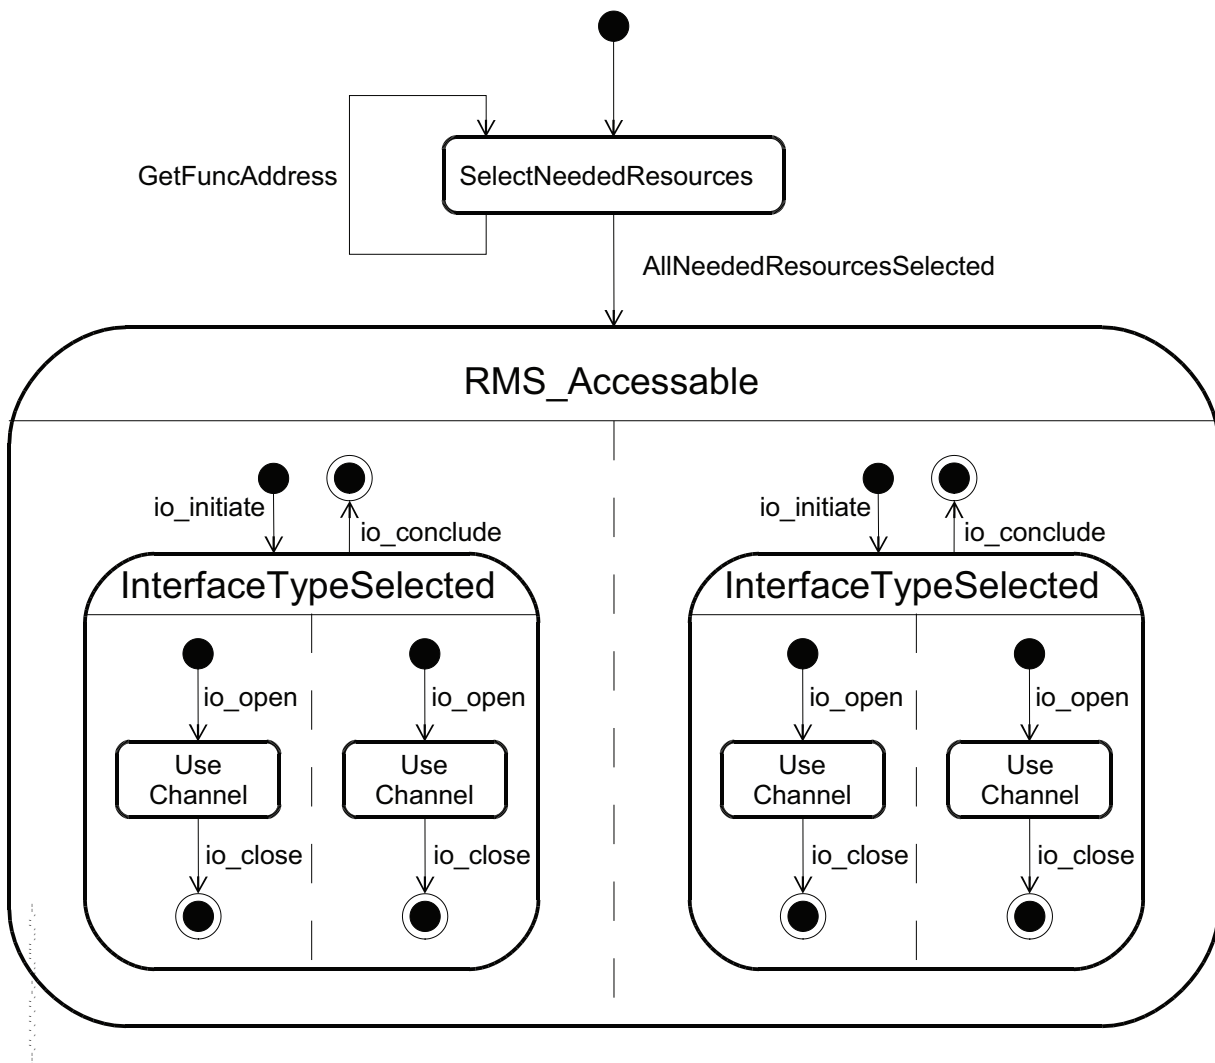 GetFuncAddress
SelectNeededResources
AllNeededResourcesSelected
RMS_Accessable
io_initiate
io_conclude
InterfaceTypeSelected
io_open
io_open
Use
Channel
Use
Channel
io_close
io_close
io_initiate
io_conclude
InterfaceTypeSelected
io_open
io_open
Use
Channel
Use
Channel
io_close
io_close